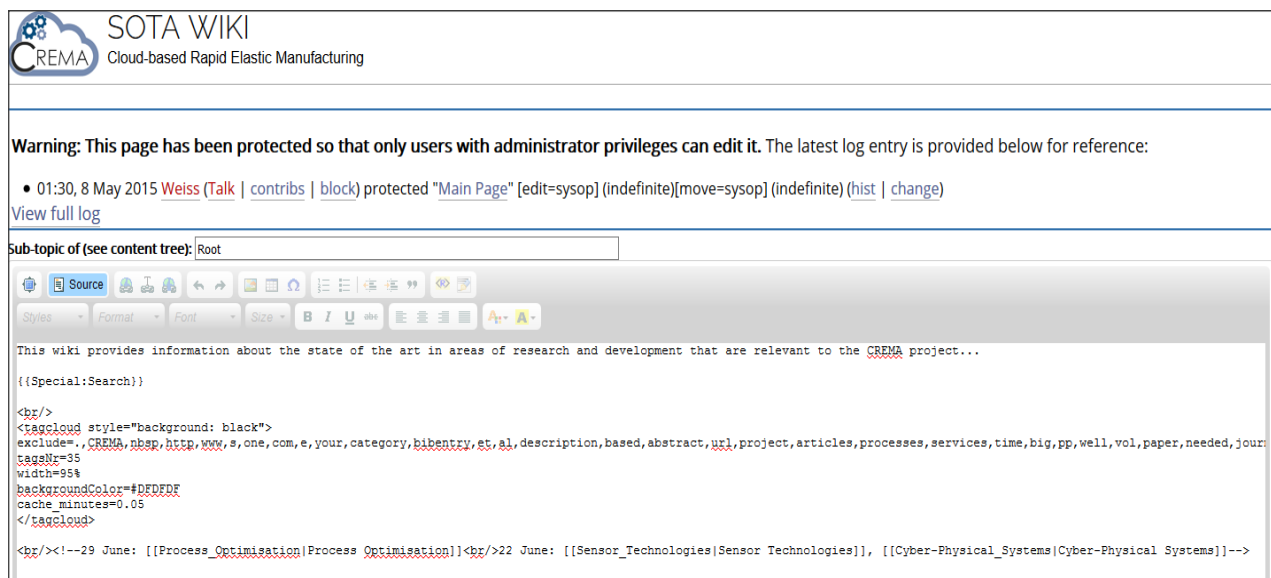 SOTA WIKI
CREMA
Cloud-based Rapid Elastic Manufacturing
Warning: This page has been protected so that only users with administrator privileges can edit it. The latest log entry is provided below for reference:
• 01:30, 8 May 2015 Weiss (Talk | contribs | block) protected "Main Page" [edit=sysop] (indefinite)[move=sysop] (indefinite) (hist | change)
View full log
Sub-topic of (see content tree): Root
Source
Styles Format Font Size B I U abc A A
This wiki provides information about the state of the art in areas of research and development that are relevant to the CREMA project...
{{Special:Search}}
<br/>
<tagcloud style="background: black">
exclude=.,CREMA,nbsp,http,www,s,one,com,e,your,category,bibentry,et,al,description,based,abstract,url,project,articles,processes,services,time,big,pp,well,vol,paper,needed,jour
tagsNr=35
width=95%
backgroundColor=#DFDFDF
cache_minutes=0.05
</tagcloud>
<br/><!--29 June: [[Process_Optimisation|Process Optimisation]]<br/>22 June: [[Sensor_Technologies|Sensor Technologies]], [[Cyber-Physical_Systems|Cyber-Physical Systems]]-->